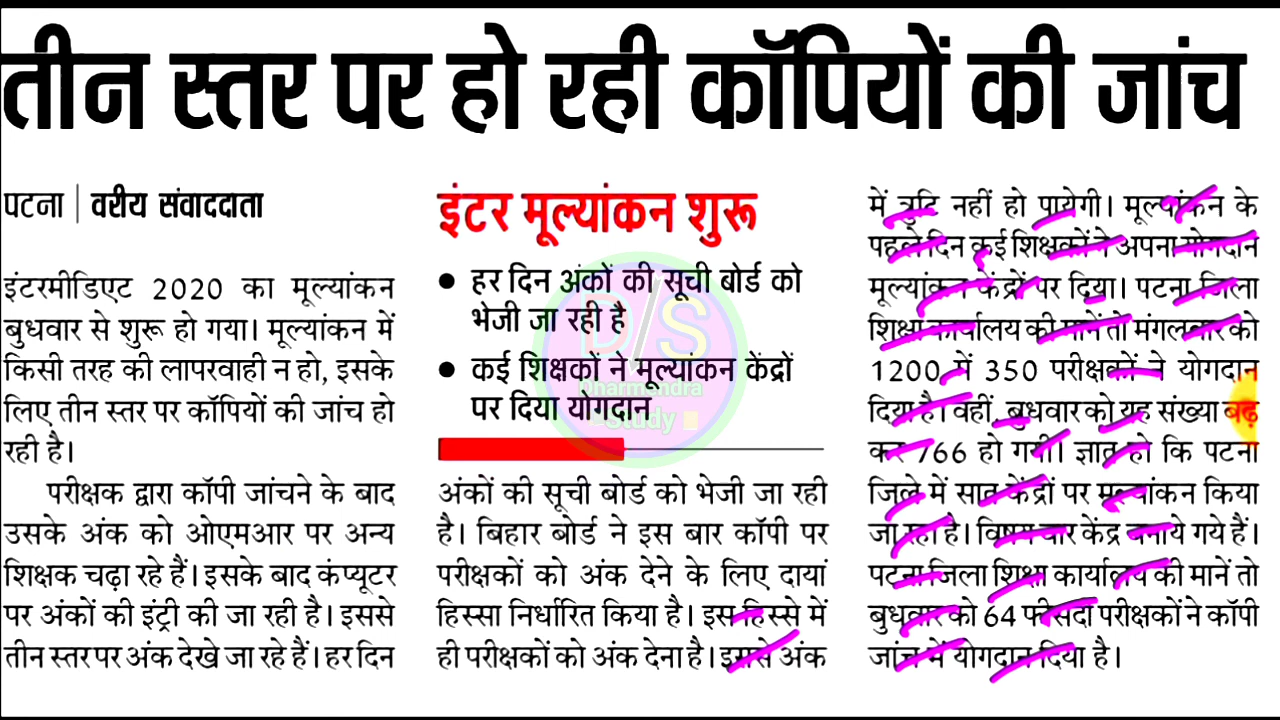 तीन स्तर पर हो रही कॉपियों की जांच
पटना | वरीय संवाददाता
इंटरमीडिएट 2020 का मूल्यांकन
बुधवार से शुरू हो गया। मूल्यांकन में
किसी तरह की लापरवाही न हो, इसके
लिए तीन स्तर पर कॉपियों की जांच हो
रही है।
परीक्षक द्वारा कॉपी जांचने के बाद
उसके अंक को ओएमआर पर अन्य
शिक्षक चढ़ा रहे हैं। इसके बाद कंप्यूटर
पर अंकों की इंट्री की जा रही है। इससे
तीन स्तर पर अंक देखे जा रहे हैं। हर दिन
इंटर मूल्यांकन शुरू
• हर दिन अंकों की सूची बोर्ड को
भेजी जा रही है
• कई शिक्षकों ने मूल्यांकन केंद्रों
पर दिया योगदान
D/S
Dharmendra
Study
अंकों की सूची बोर्ड को भेजी जा रही
है। बिहार बोर्ड ने इस बार कॉपी पर
परीक्षकों को अंक देने के लिए दायां
हिस्सा निर्धारित किया है। इस हिस्से में
ही परीक्षकों को अंक देना है। इससे अंक
में त्रुटि नहीं हो पायेगी। मूल्यांकन के
पहले दिन कई शिक्षकों ने अपना योगदान
मूल्यांकन केंद्रों पर दिया। पटना जिला
शिक्षा कार्यालय की मानें तो मंगलवार को
1200 में 350 परीक्षकों ने योगदान
दिया है। वहीं, बुधवार को यह संख्या बढ़
कर 766 हो गयी। ज्ञात हो कि पटना
जिले में सात केंद्रों पर मूल्यांकन किया
जा रहा है। विषय वार केंद्र बनाये गये हैं।
पटना जिला शिक्षा कार्यालय की मानें तो
बुधवार को 64 फीसदी परीक्षकों ने कॉपी
जांच में योगदान दिया है।